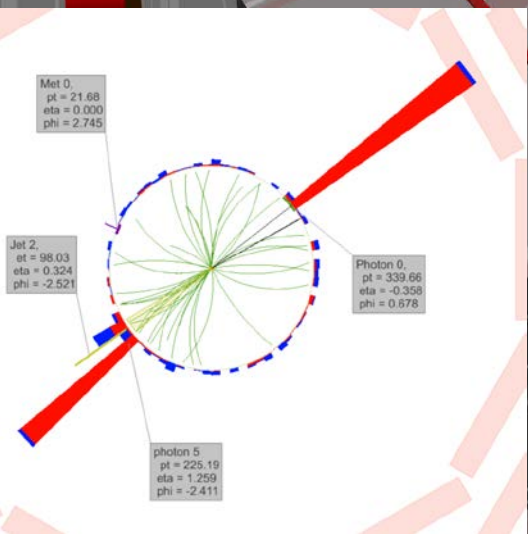 Met 0,
pt = 21.68
eta = 0.000
phi = 2.745
Jet 2,
et = 98.03
eta = 0.324
phi = -2.521
Photon 0,
pt = 339.66
eta = -0.358
phi = 0.678
photon 5
pt = 225.19
eta = 1.259
phi = -2.411